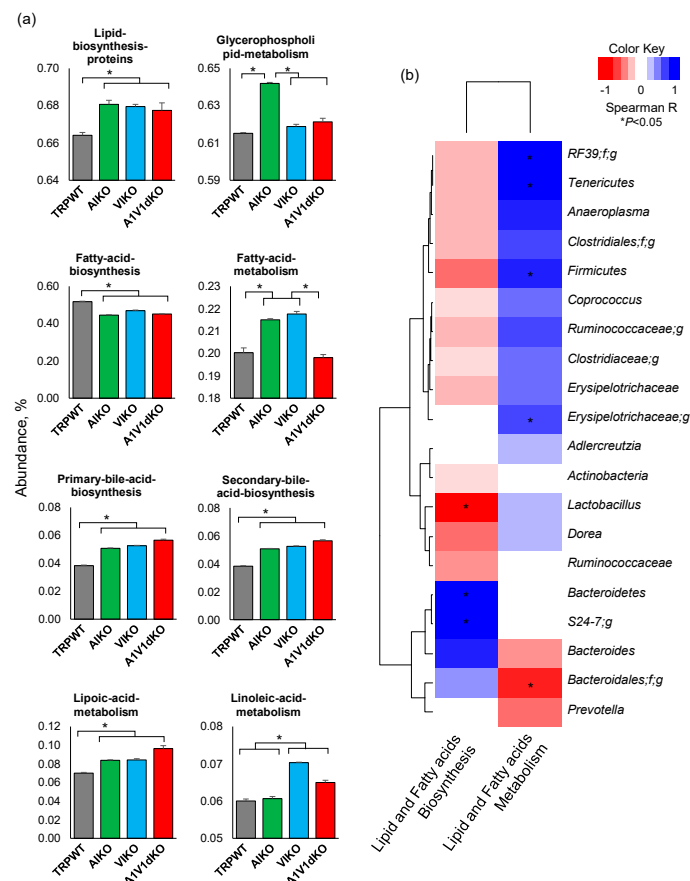 (a)
Lipid-
biosynthesis-
proteins
0.70
0.68
0.66
0.64
*
TRPWT
AIKO
VIKO
A1V1dKO
Glycerophospholi
pid-metabolism
0.65
0.63
0.61
0.59
* *
TRPWT
AIKO
VIKO
A1V1dKO
Fatty-acid-
biosynthesis
0.60
0.40
0.20
0.00
*
TRPWT
AIKO
VIKO
A1V1dKO
Fatty-acid-
metabolism
0.23
0.22
0.21
0.20
0.19
0.18
* * *
TRPWT
AIKO
VIKO
A1V1dKO
Abundance, %
Primary-bile-acid-
biosynthesis
0.08
0.06
0.04
0.02
0.00
*
TRPWT
AIKO
VIKO
A1V1dKO
Secondary-bile-
acid-biosynthesis
0.08
0.06
0.04
0.02
0.00
*
TRPWT
AIKO
VIKO
A1V1dKO
Lipoic-acid-
metabolism
0.12
0.10
0.08
0.06
0.04
0.02
0.00
*
TRPWT
AIKO
VIKO
A1V1dKO
Linoleic-acid-
metabolism
0.08
0.07
0.06
0.05
*
TRPWT
AIKO
VIKO
A1V1dKO
(b)
Color Key
-1 0 1
Spearman R
*P<0.05
* RF39;f;g
* Tenericutes
Anaeroplasma
Clostridiales;f;g
* Firmicutes
Coprococcus
Ruminococcaceae;g
Clostridiaceae;g
Erysipelotrichaceae
* Erysipelotrichaceae;g
Adlercreutzia
Actinobacteria
* Lactobacillus
Dorea
Ruminococcaceae
* Bacteroidetes
* S24-7;g
Bacteroides
* Bacteroidales;f;g
Prevotella
Lipid and Fatty acids
Biosynthesis
Lipid and Fatty acids
Metabolism